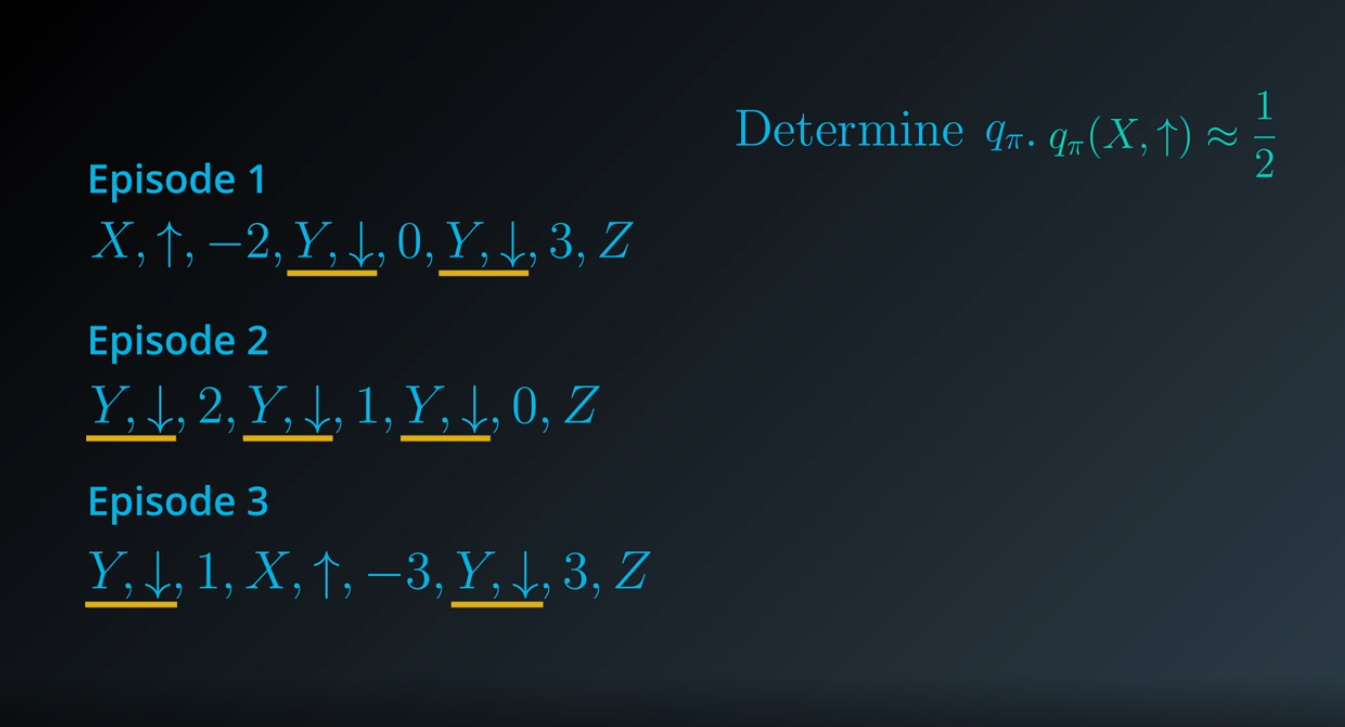 Determine $q_\pi$. $q_\pi(X, \uparrow) \approx \frac{1}{2}$
Episode 1
$X, \uparrow, -2, Y, \downarrow, 0, Y, \downarrow, 3, Z$
Episode 2
$Y, \downarrow, 2, Y, \downarrow, 1, Y, \downarrow, 0, Z$
Episode 3
$Y, \downarrow, 1, X, \uparrow, -3, Y, \downarrow, 3, Z$